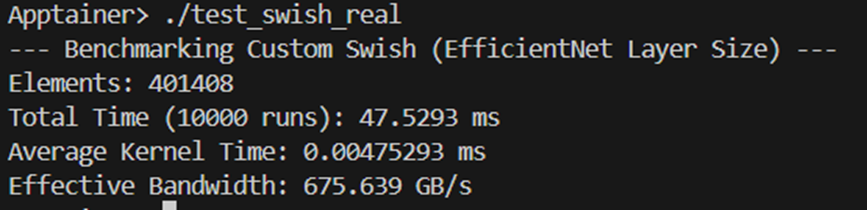 Apptainer> ./test_swish_real
--- Benchmarking Custom Swish (EfficientNet Layer Size) ---
Elements: 401408
Total Time (10000 runs): 47.5293 ms
Average Kernel Time: 0.00475293 ms
Effective Bandwidth: 675.639 GB/s